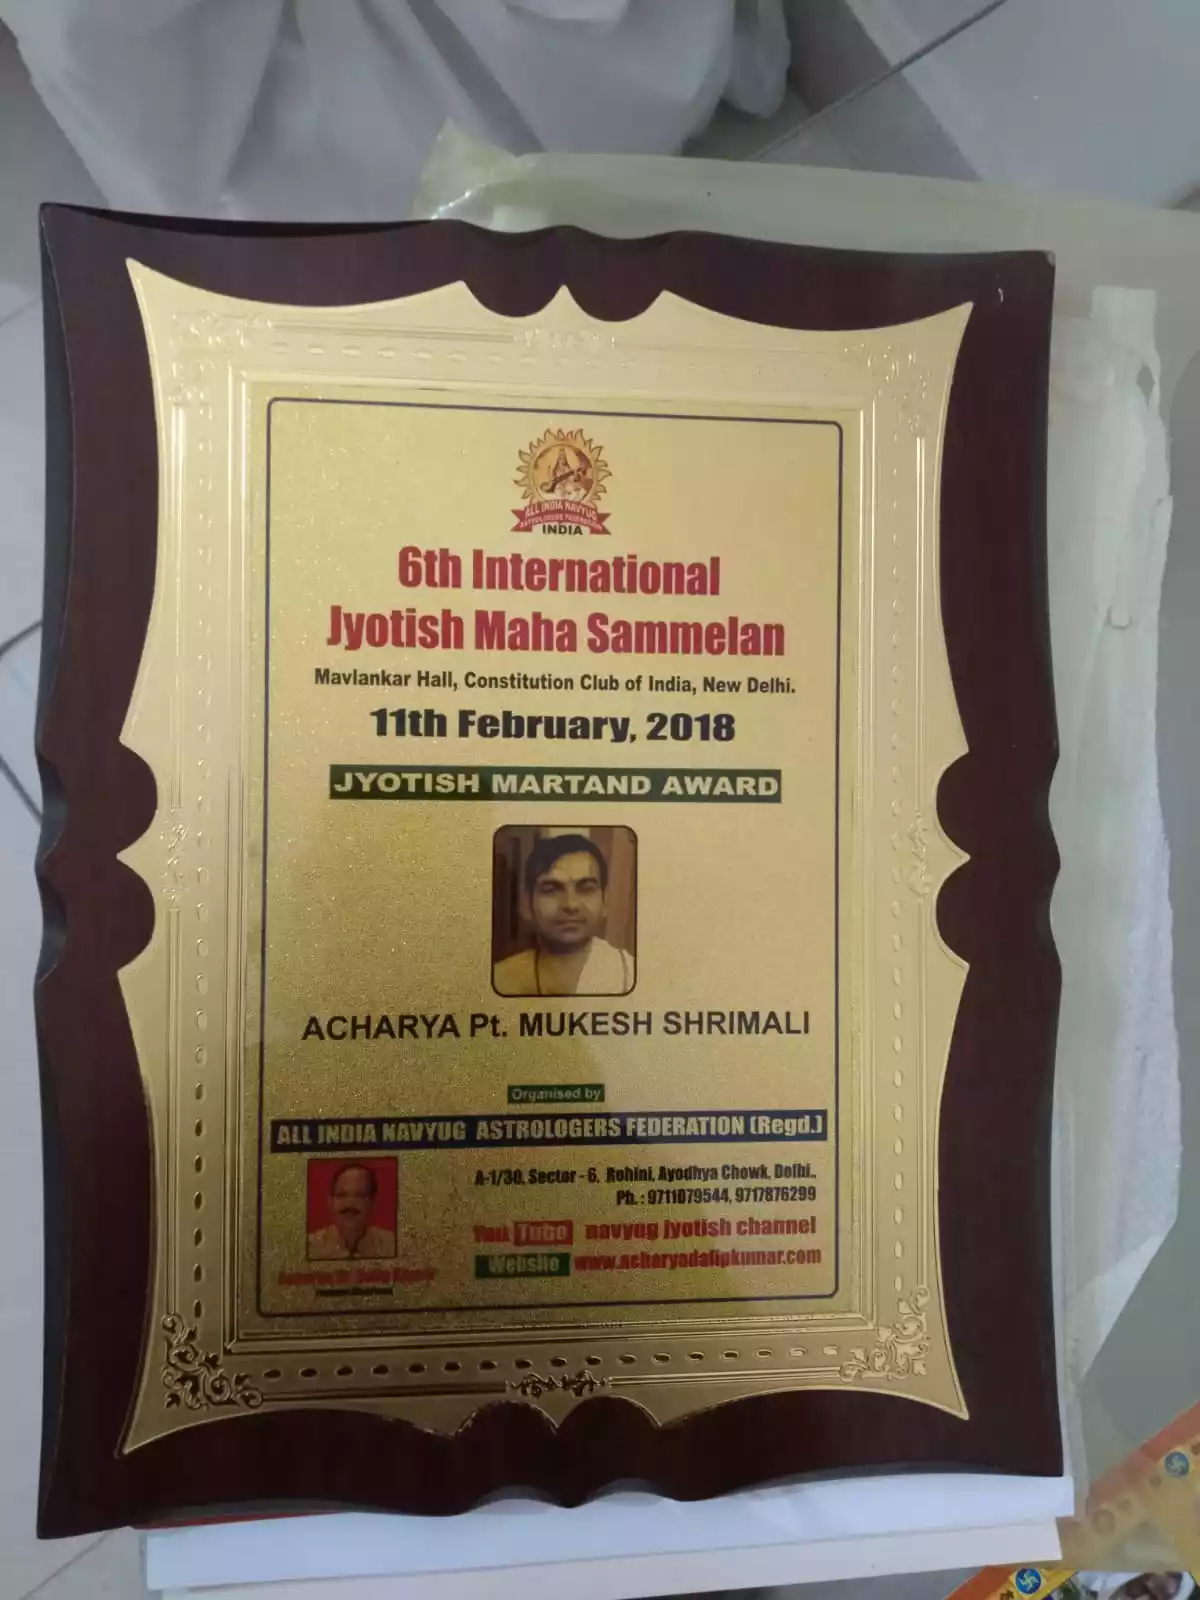 ALL INDIA NAVYUG
ASTROLOGERS FEDERATION
INDIA
6th International
Jyotish Maha Sammelan
Mavlankar Hall, Constitution Club of India, New Delhi.
11th February, 2018
JYOTISH MARTAND AWARD
ACHARYA Pt. MUKESH SHRIMALI
Organised by
ALL INDIA NAVYUG ASTROLOGERS FEDERATION (Regd.)
A-1/30, Sector - 6, Rohini, Ayodhya Chowk, Delhi.,
Ph. : 9711079544, 9717876299
You Tube navyug jyotish channel
Website www.acharyadalipkumar.com